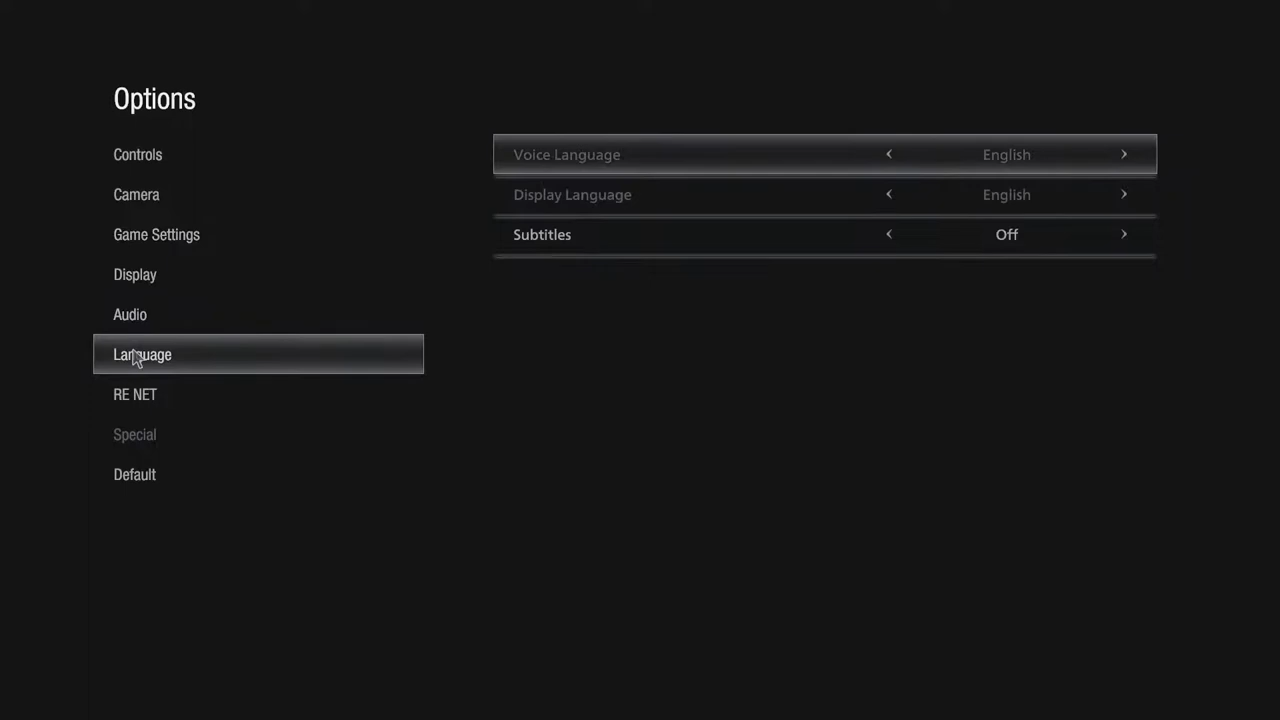 Options
Controls
Camera
Game Settings
Display
Audio
Language
RE NET
Special
Default
Voice Language < English >
Display Language < English >
Subtitles < Off >